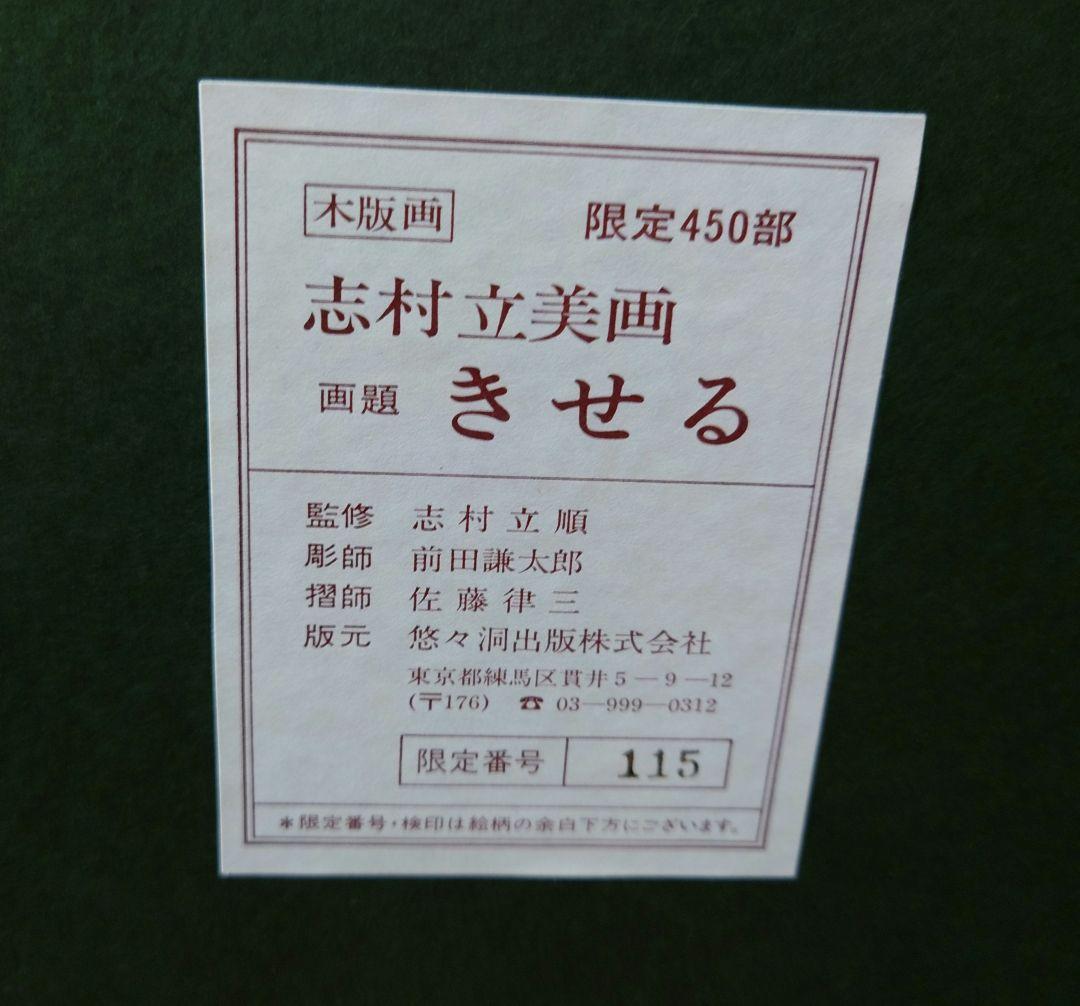 木版画 限定450部
志村立美画
画題 きせる
監修 志村立順
彫師 前田謙太郎
摺師 佐藤律三
版元 悠々洞出版株式会社
東京都練馬区貫井5―9―12
(〒176) ☎ 03―999―0312
限定番号 115
＊限定番号・検印は絵柄の余白下方にございます。